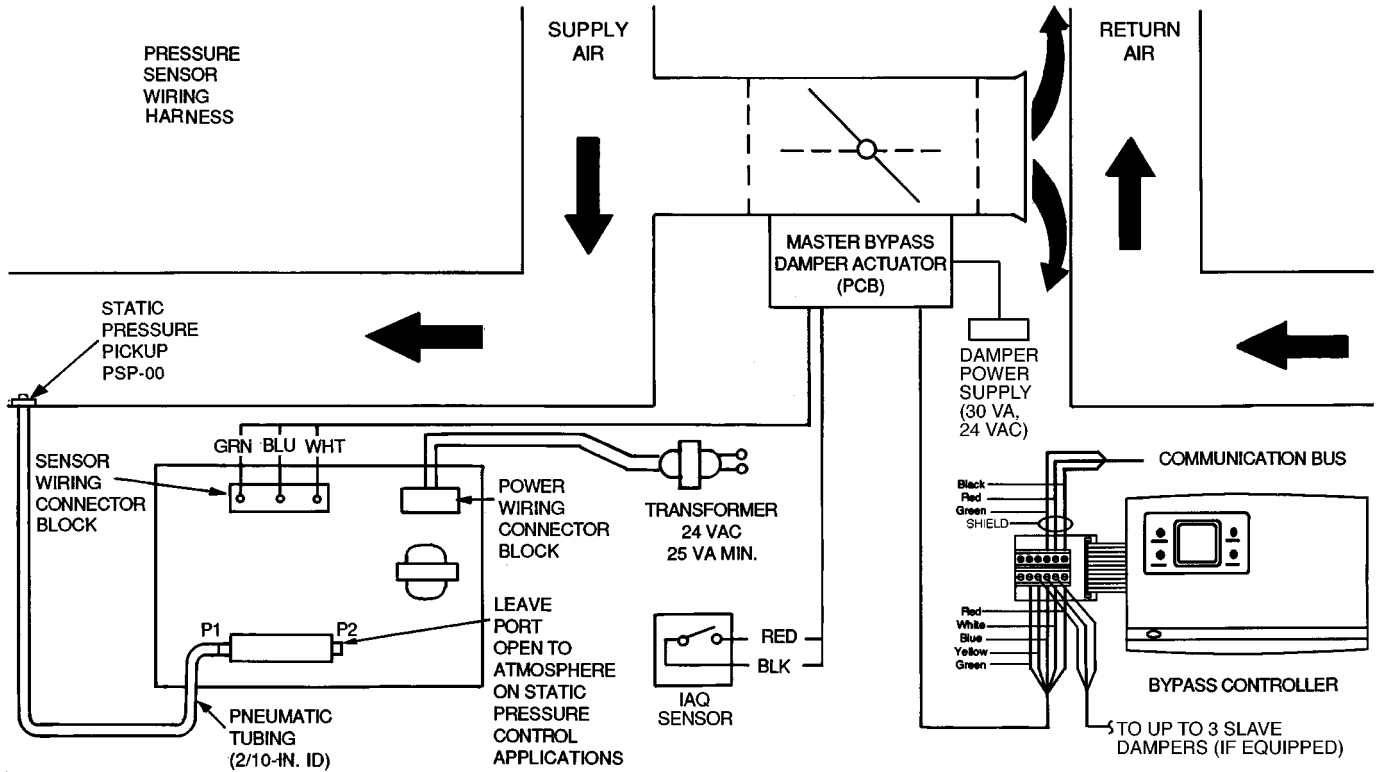 PRESSURE
SENSOR
WIRING
HARNESS
SUPPLY
AIR
RETURN
AIR
MASTER BYPASS
DAMPER ACTUATOR
(PCB)
STATIC
PRESSURE
PICKUP
PSP-00
DAMPER
POWER
SUPPLY
(30 VA,
24 VAC)
GRN BLU WHT
SENSOR
WIRING
CONNECTOR
BLOCK
POWER
WIRING
CONNECTOR
BLOCK
TRANSFORMER
24 VAC
25 VA MIN.
COMMUNICATION BUS
Black
Red
Green
SHIELD
P1
P2
LEAVE
PORT
OPEN TO
ATMOSPHERE
ON STATIC
PRESSURE
CONTROL
APPLICATIONS
RED
BLK
IAQ
SENSOR
Red
White
Blue
Yellow
Green
BYPASS CONTROLLER
PNEUMATIC
TUBING
(2/10-IN. ID)
TO UP TO 3 SLAVE
DAMPERS (IF EQUIPPED)